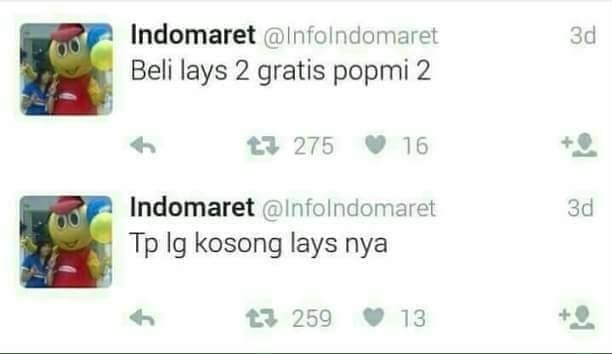 Indomaret @InfoIndomaret 3d
Beli lays 2 gratis popmi 2
275 16
Indomaret @InfoIndomaret 3d
Tp lg kosong lays nya
259 13